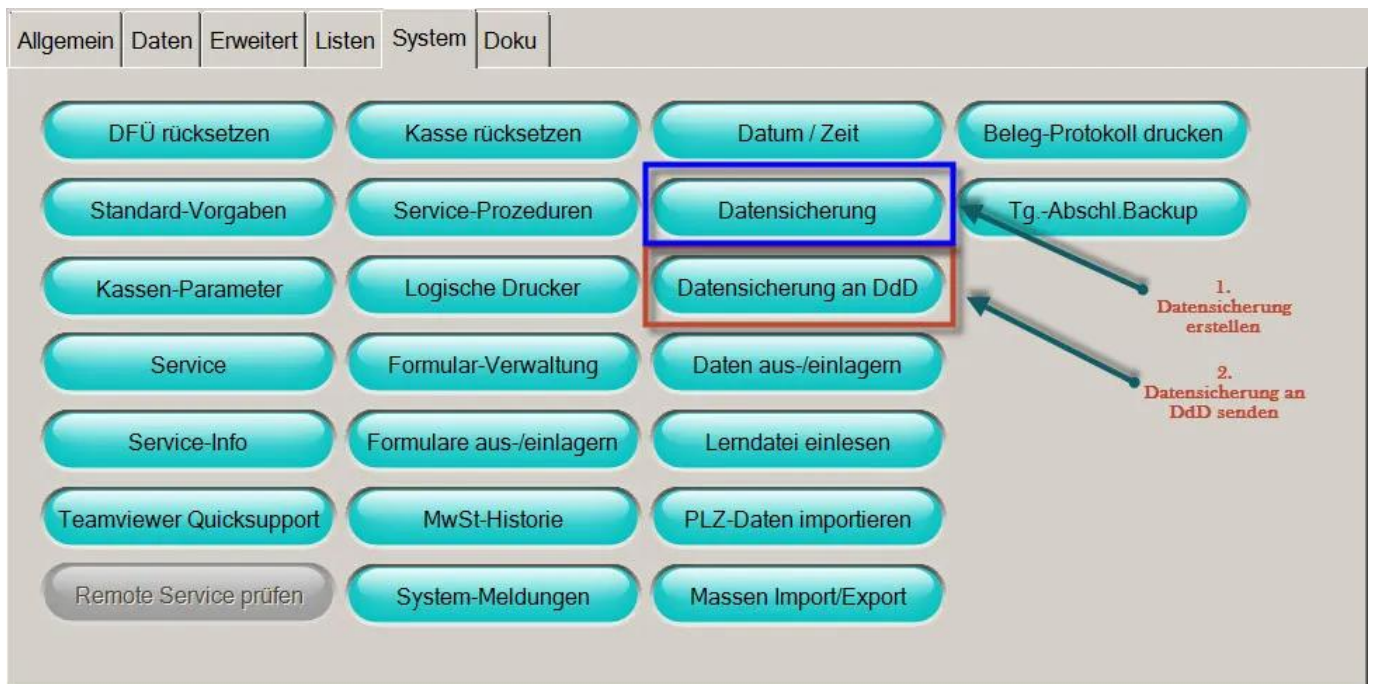 Allgemein Daten Erweitert Listen System Doku
DFÜ rücksetzen Kasse rücksetzen Datum / Zeit Beleg-Protokoll drucken
Standard-Vorgaben Service-Prozeduren Datensicherung Tg.-Abschl.Backup
Kassen-Parameter Logische Drucker Datensicherung an DdD
1.
Datensicherung
erstellen
Service Formular-Verwaltung Daten aus-/einlagern
2.
Datensicherung an
DdD senden
Service-Info Formulare aus-/einlagern Lerndatei einlesen
Teamviewer Quicksupport MwSt-Historie PLZ-Daten importieren
Remote Service prüfen System-Meldungen Massen Import/Export